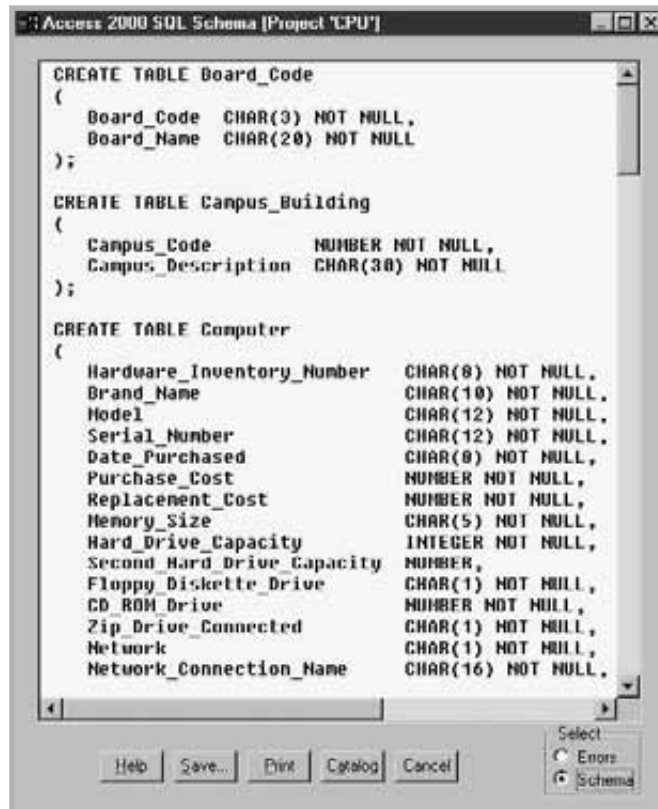 Access 2000 SQL Schema [Project 'CPU']
CREATE TABLE Board_Code
(
Board_Code CHAR(3) NOT NULL,
Board_Name CHAR(20) NOT NULL
);
CREATE TABLE Campus_Building
(
Campus_Code NUMBER NOT NULL,
Campus_Description CHAR(30) NOT NULL
);
CREATE TABLE Computer
(
Hardware_Inventory_Number CHAR(8) NOT NULL,
Brand_Name CHAR(10) NOT NULL,
Model CHAR(12) NOT NULL,
Serial_Number CHAR(12) NOT NULL,
Date_Purchased CHAR(8) NOT NULL,
Purchase_Cost NUMBER NOT NULL,
Replacement_Cost NUMBER NOT NULL,
Memory_Size CHAR(5) NOT NULL,
Hard_Drive_Capacity INTEGER NOT NULL,
Second_Hard_Drive_Capacity NUMBER,
Floppy_Diskette_Drive CHAR(1) NOT NULL,
CD_ROM_Drive NUMBER NOT NULL,
Zip_Drive_Connected CHAR(1) NOT NULL,
Network CHAR(1) NOT NULL,
Network_Connection_Name CHAR(16) NOT NULL,
Help Save... Print Catalog Cancel
Select
Errors
Schema